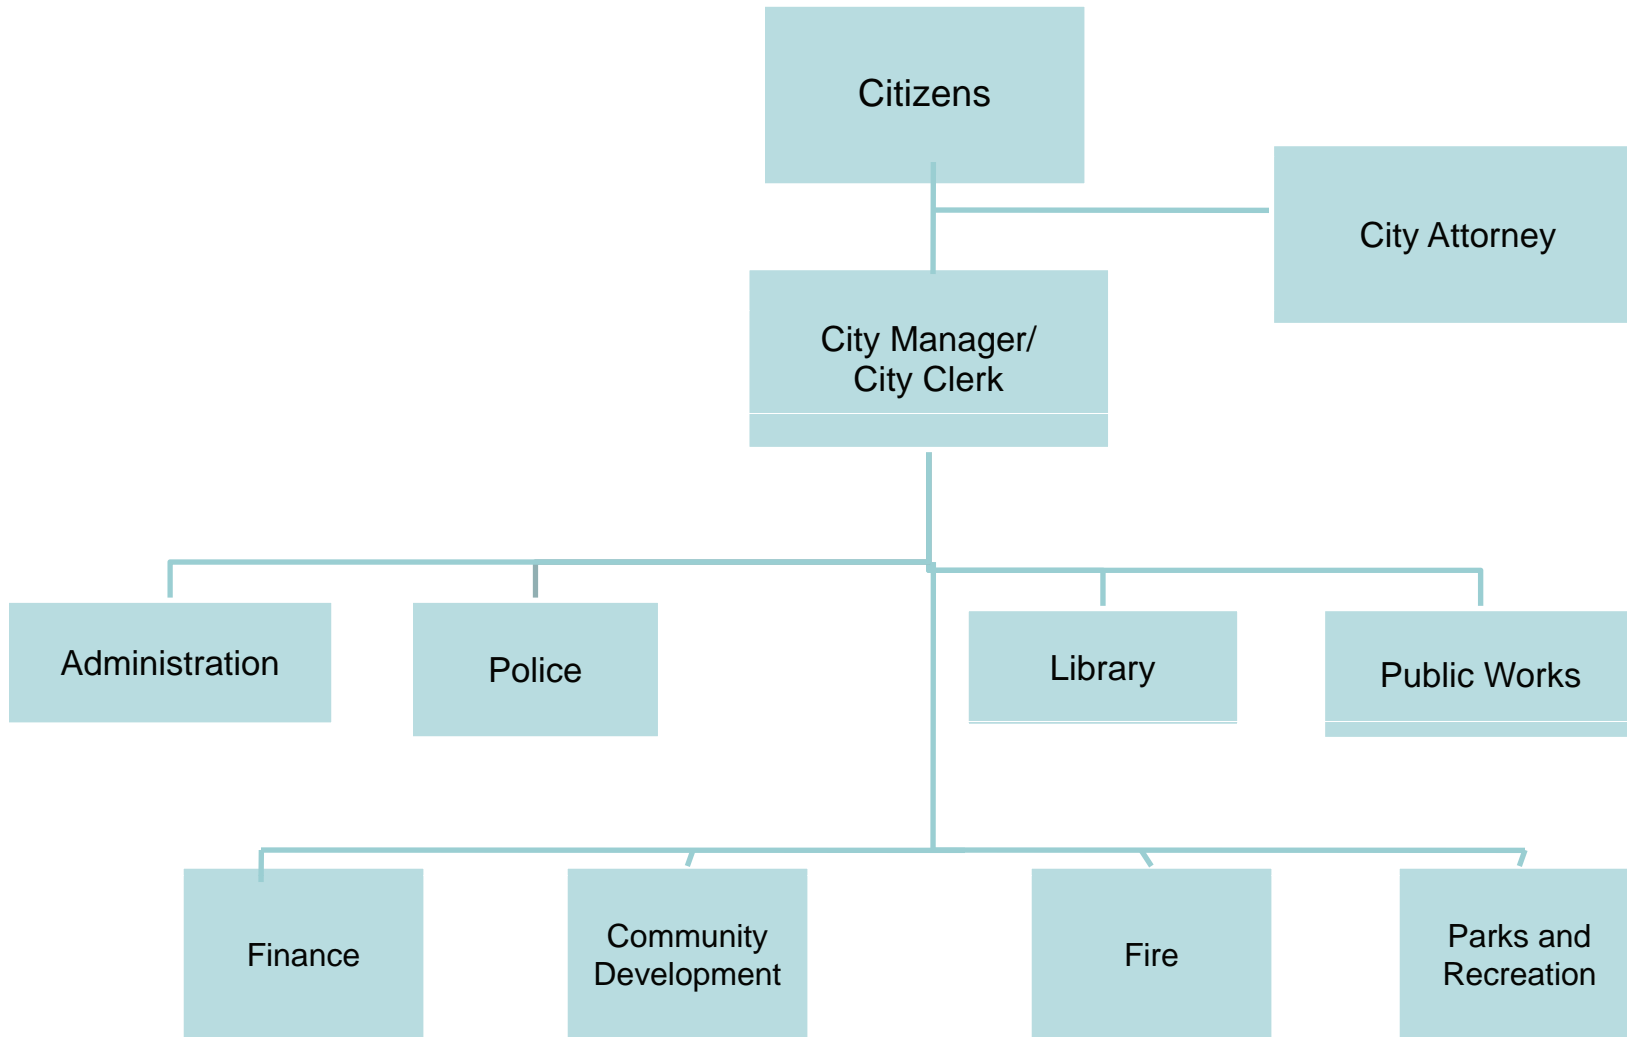 Citizens
City Attorney
City Manager/
City Clerk
Administration
Police
Library
Public Works
Finance
Community
Development
Fire
Parks and
Recreation